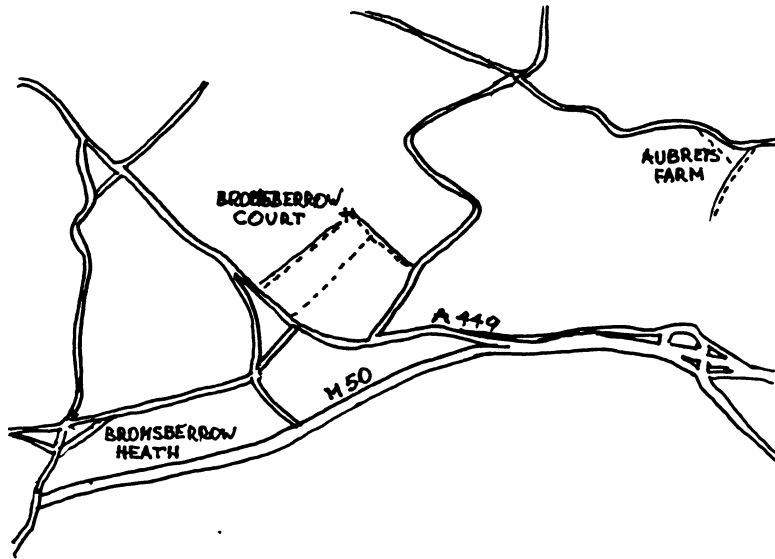 BROMSBERROW
COURT
AUBREYS
FARM
A 449
M 50
BROMSBERROW
HEATH